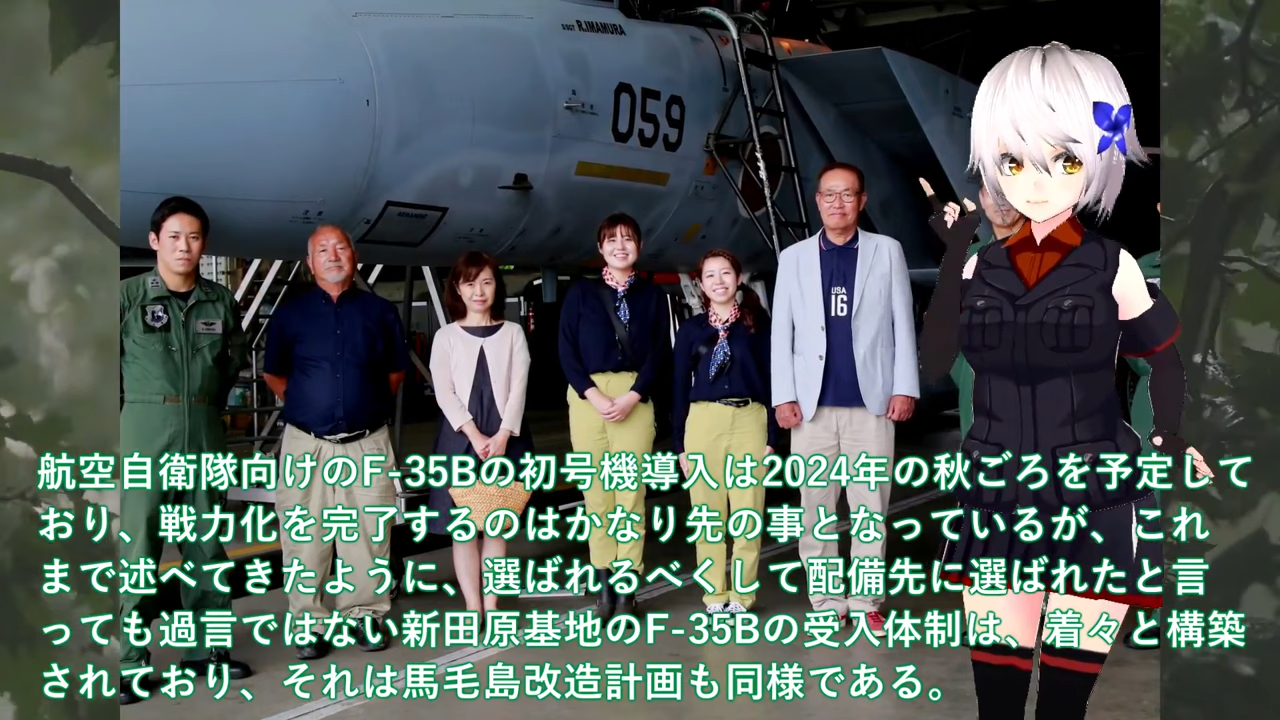 R.IMAMURA
059
USA
16
航空自衛隊向けのF-35Bの初号機導入は2024年の秋ごろを予定して
おり、戦力化を完了するのはかなり先の事となっているが、これ
まで述べてきたように、選ばれるべくして配備先に選ばれたと言
っても過言ではない新田原基地のF-35Bの受入体制は、着々と構築
されており、それは馬毛島改造計画も同様である。